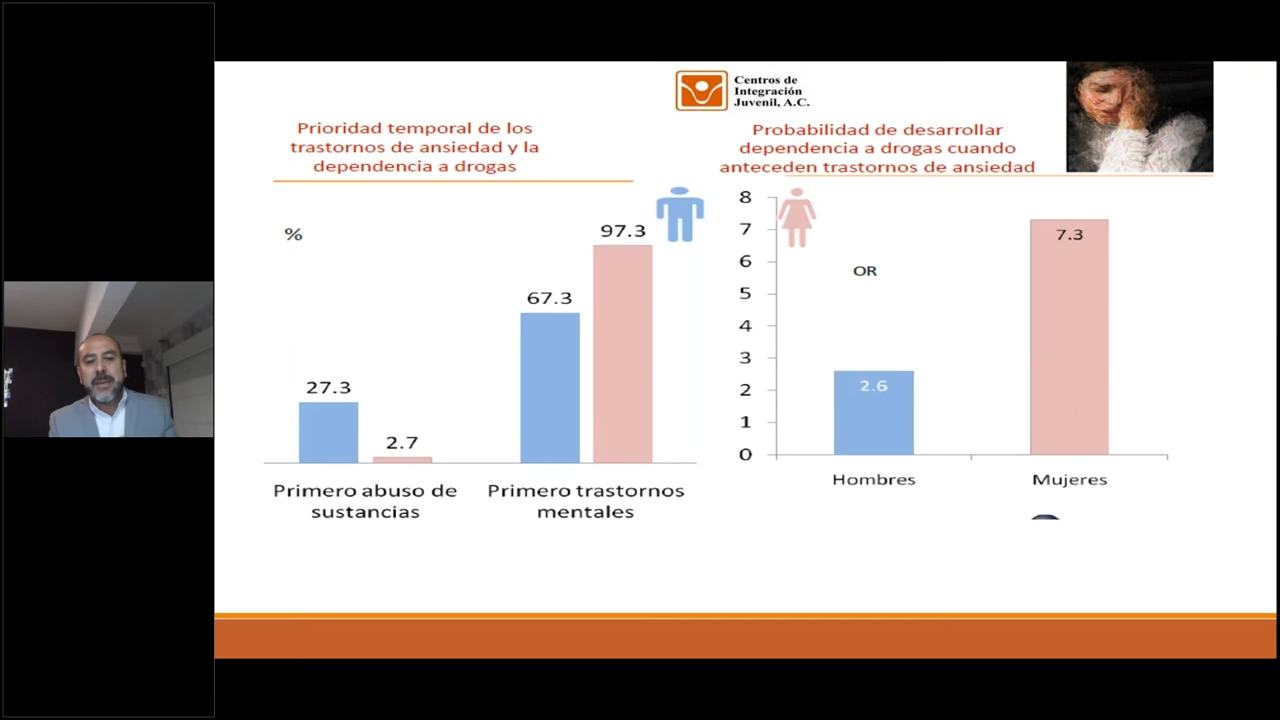 Centros de
Integración
Juvenil, A.C.
Prioridad temporal de los
trastornos de ansiedad y la
dependencia a drogas
%
27.3
2.7
67.3
97.3
Primero abuso de
sustancias
Primero trastornos
mentales
Probabilidad de desarrollar
dependencia a drogas cuando
anteceden trastornos de ansiedad
8
7
6
5
4
3
2
1
0
OR
2.6
7.3
Hombres
Mujeres